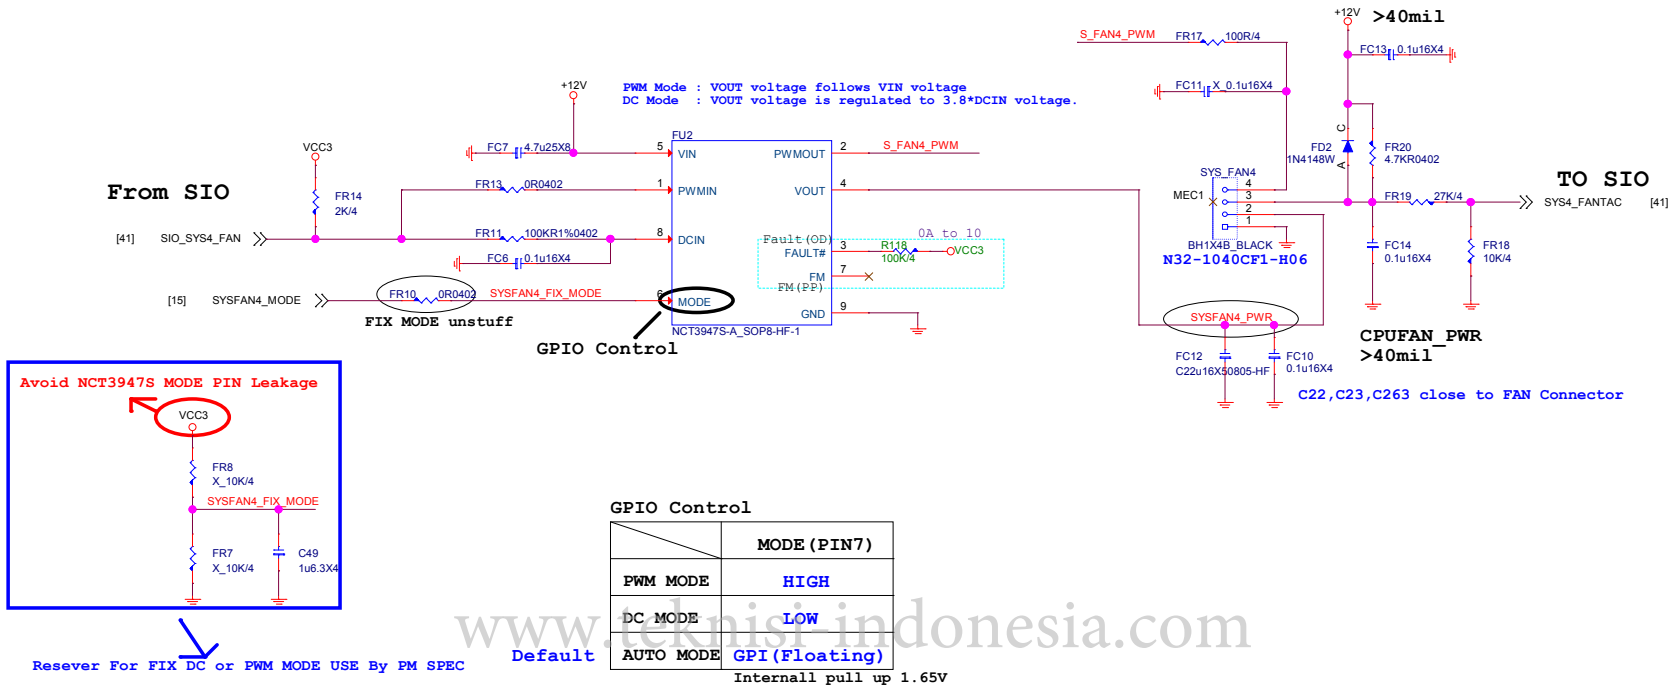 +12V
>40mil
S_FAN4_PWM
FR17 100R/4
FC13 0.1u16X4
+12V
PWM Mode : VOUT voltage follows VIN voltage
DC Mode : VOUT voltage is regulated to 3.8*DCIN voltage.
FC11 X_0.1u16X4
FU2
VCC3
FC7 4.7u25X8
5 VIN
PWMOUT 2
S_FAN4_PWM
C
FD2
1N4148W
A
FR20
4.7KR0402
From SIO
FR14
2K/4
FR13 0R0402
1 PWMIN
VOUT 4
SYS_FAN4
MEC1
4
3
2
1
FR19 27K/4
TO SIO
SYS4_FANTAC [41]
[41] SIO_SYS4_FAN
FR11 100KR1%0402
8 DCIN
Fault(OD)
FAULT# 3
0A to 10
R118
100K/4
VCC3
BH1X4B_BLACK
N32-1040CF1-H06
FC14
0.1u16X4
FR18
10K/4
FC6 0.1u16X4
FM 7
FM(PP)
[15] SYSFAN4_MODE
FR10 0R0402
SYSFAN4_FIX_MODE
6 MODE
GND 9
FIX MODE unstuff
NCT3947S-A_SOP8-HF-1
GPIO Control
SYSFAN4_PWR
CPUFAN_PWR
>40mil
FC12
C22u16X50805-HF
FC10
0.1u16X4
C22,C23,C263 close to FAN Connector
Avoid NCT3947S MODE PIN Leakage
VCC3
FR8
X_10K/4
SYSFAN4_FIX_MODE
FR7
X_10K/4
C49
1u6.3X4
Resever For FIX DC or PWM MODE USE By PM SPEC
GPIO Control
MODE(PIN7)
PWM MODE HIGH
DC MODE LOW
Default AUTO MODE GPI(Floating)
Internall pull up 1.65V
www.teknisi-indonesia.com